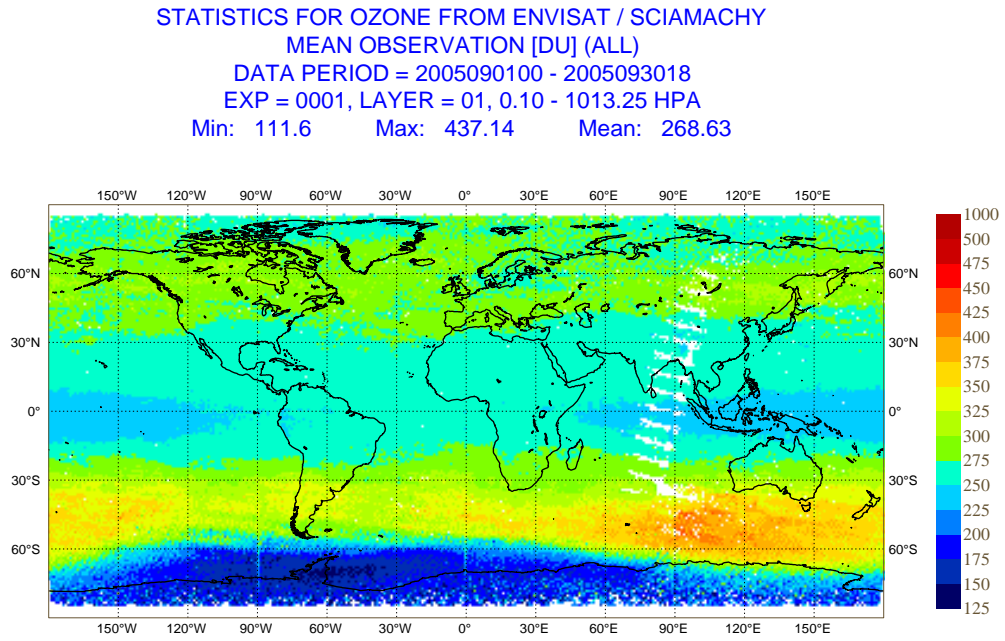 STATISTICS FOR OZONE FROM ENVISAT / SCIAMACHY
MEAN OBSERVATION [DU] (ALL)
DATA PERIOD = 2005090100 - 2005093018
EXP = 0001, LAYER = 01, 0.10 - 1013.25 HPA
Min: 111.6 Max: 437.14 Mean: 268.63
150°W 120°W 90°W 60°W 30°W 0° 30°E 60°E 90°E 120°E 150°E
60°N 60°N
30°N 30°N
0° 0°
30°S 30°S
60°S 60°S
150°W 120°W 90°W 60°W 30°W 0° 30°E 60°E 90°E 120°E 150°E
1000
500
475
450
425
400
375
350
325
300
275
250
225
200
175
150
125